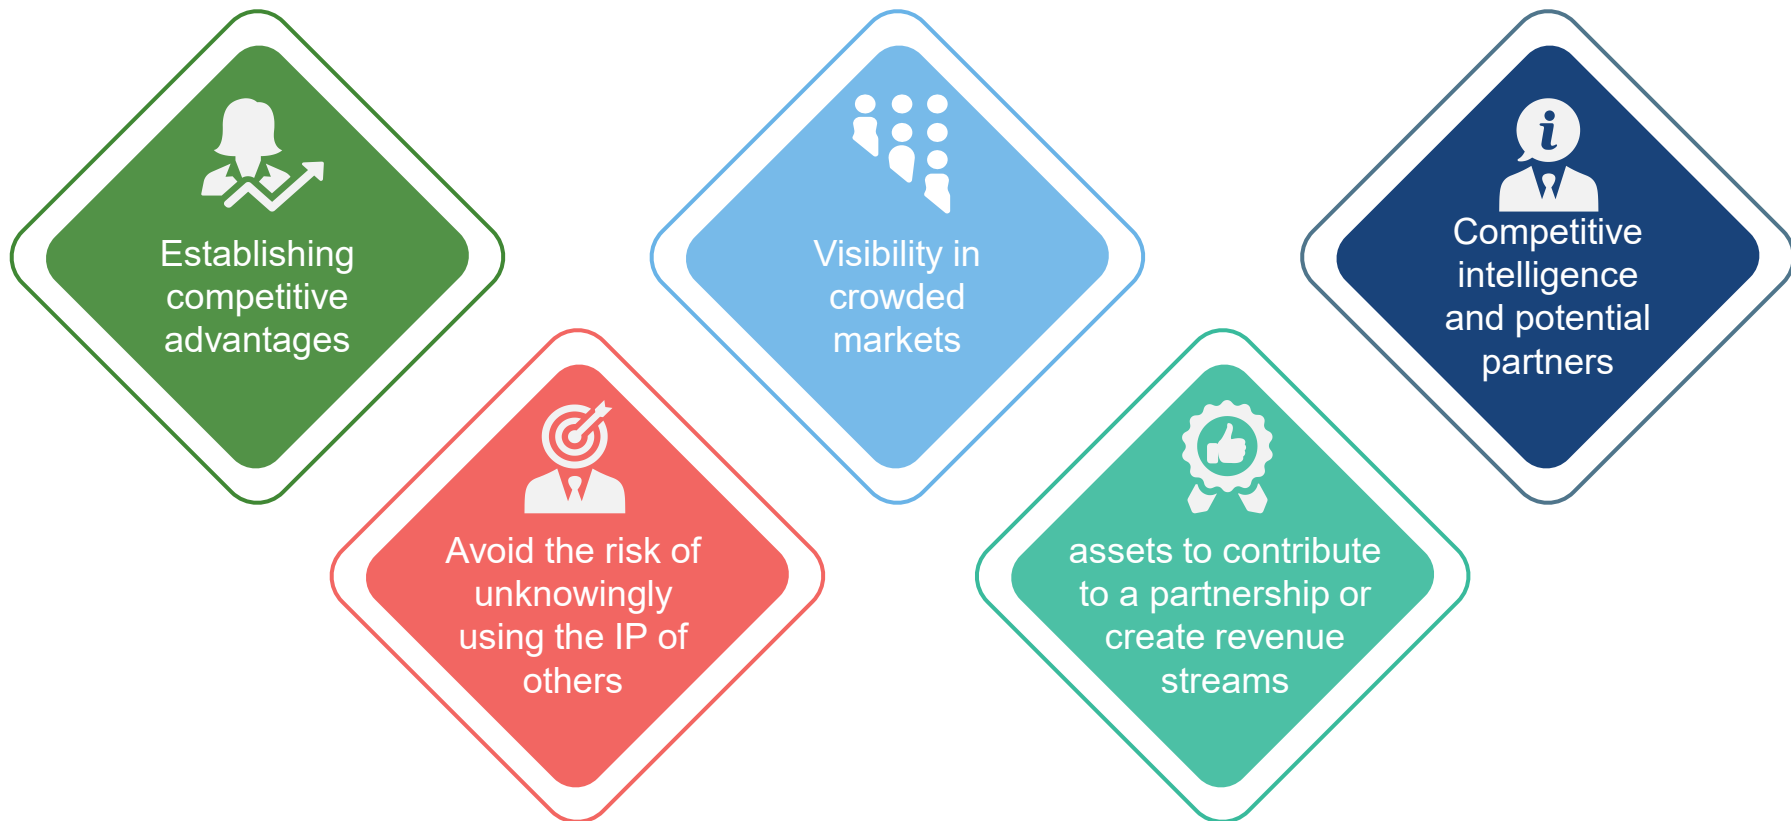 Establishing
competitive
advantages
Avoid the risk of
unknowingly
using the IP of
others
Visibility in
crowded
markets
assets to contribute
to a partnership or
create revenue
streams
i
Competitive
intelligence
and potential
partners